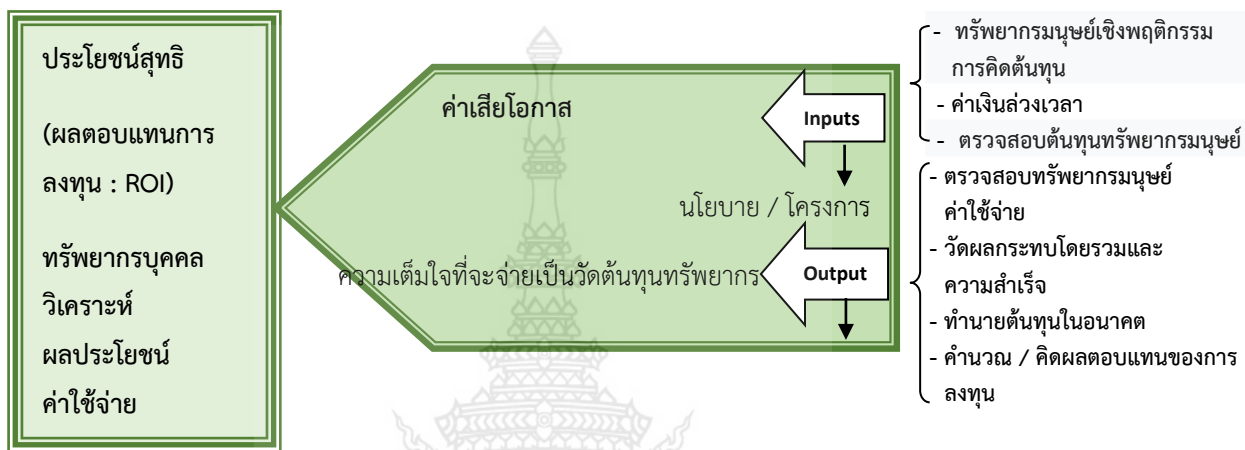 ประโยชน์สุทธิ
(ผลตอบแทนการ
ลงทุน : ROI)
ทรัพยากรบุคคล
วิเคราะห์
ผลประโยชน์
ค่าใช้จ่าย
ค่าเสียโอกาส
Inputs
นโยบาย / โครงการ
ความเต็มใจที่จะจ่ายเป็นวัดต้นทุนทรัพยากร
Output
- ทรัพยากรมนุษย์เชิงพฤติกรรม
การคิดต้นทุน
- ค่าเงินล่วงเวลา
- ตรวจสอบต้นทุนทรัพยากรมนุษย์
- ตรวจสอบทรัพยากรมนุษย์
ค่าใช้จ่าย
- วัดผลกระทบโดยรวมและ
ความสำเร็จ
- ทำนายต้นทุนในอนาคต
- คำนวณ / คิดผลตอบแทนของการ
ลงทุน